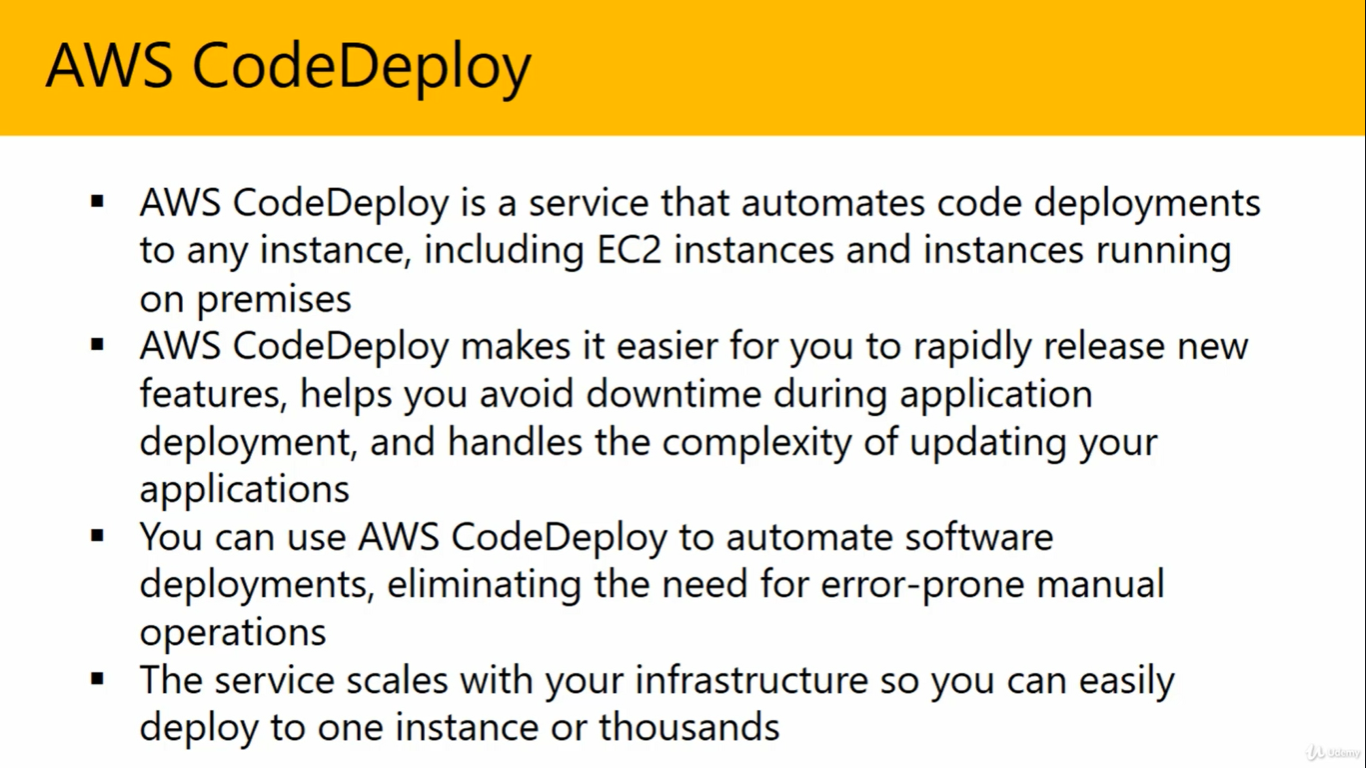 AWS CodeDeploy
▪ AWS CodeDeploy is a service that automates code deployments
to any instance, including EC2 instances and instances running
on premises
▪ AWS CodeDeploy makes it easier for you to rapidly release new
features, helps you avoid downtime during application
deployment, and handles the complexity of updating your
applications
▪ You can use AWS CodeDeploy to automate software
deployments, eliminating the need for error-prone manual
operations
▪ The service scales with your infrastructure so you can easily
deploy to one instance or thousands
Udemy